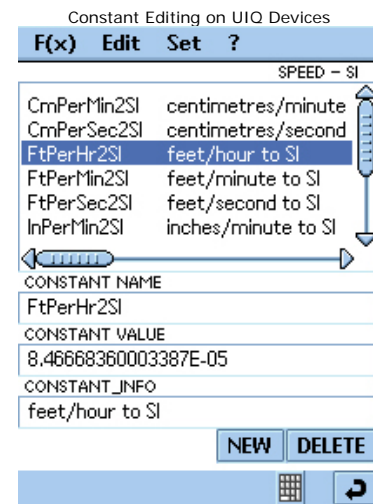 Constant Editing on UIQ Devices
F(x) Edit Set ?
SPEED - SI
CmPerMin2SI centimetres/minute
CmPerSec2SI centimetres/second
FtPerHr2SI feet/hour to SI
FtPerMin2SI feet/minute to SI
FtPerSec2SI feet/second to SI
InPerMin2SI inches/minute to SI
CONSTANT NAME
FtPerHr2SI
CONSTANT VALUE
8.46668360003387E-05
CONSTANT_INFO
feet/hour to SI
NEW DELETE